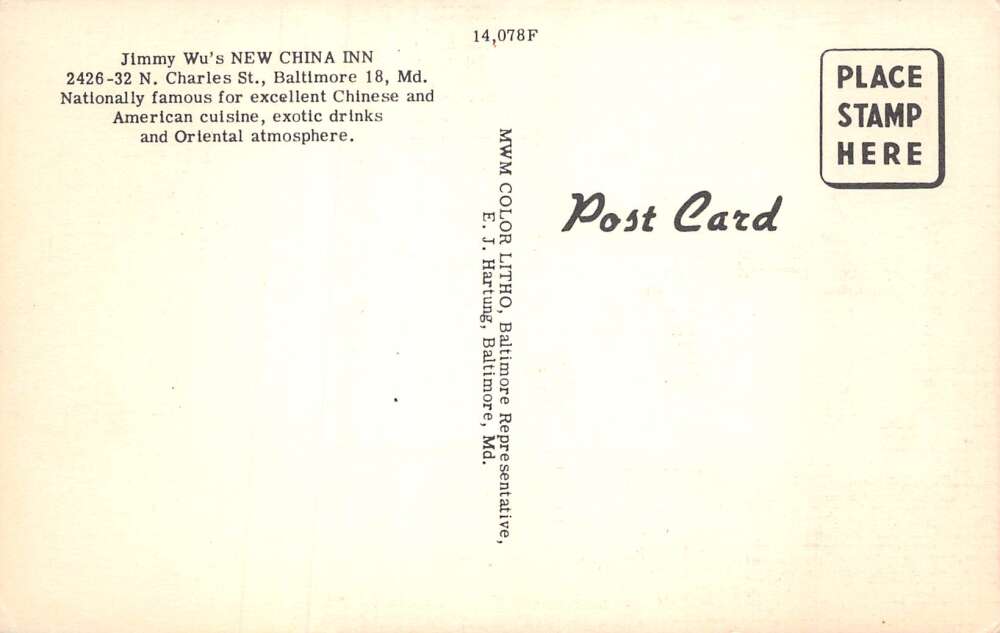 14,078F
Jimmy Wu's NEW CHINA INN
2426-32 N. Charles St., Baltimore 18, Md.
Nationally famous for excellent Chinese and
American cuisine, exotic drinks
and Oriental atmosphere.
MWM COLOR LITHO, Baltimore Representative,
E. J. Hartung, Baltimore, Md.
Post Card
PLACE
STAMP
HERE